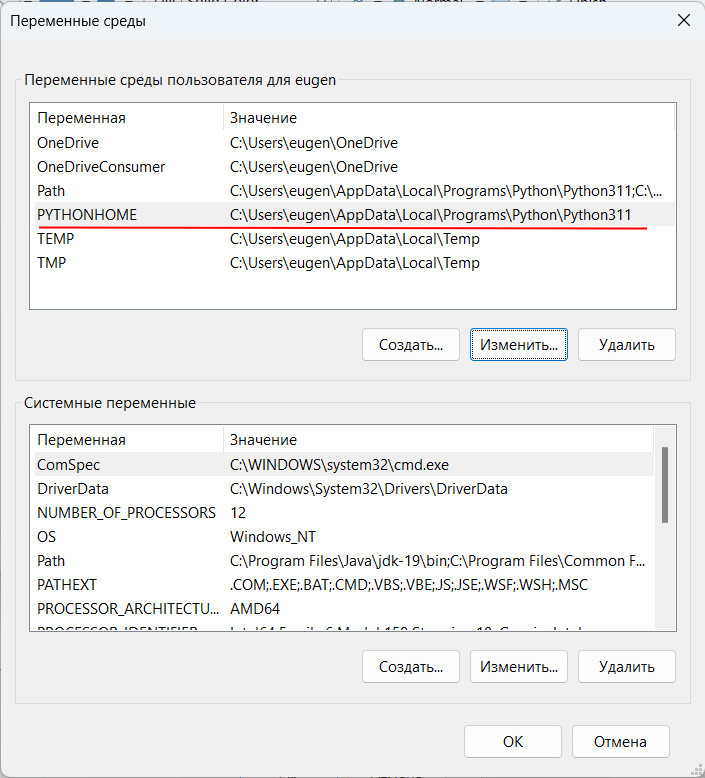 Переменные среды
Переменные среды пользователя для eugen
Переменная Значение
OneDrive C:\Users\eugen\OneDrive
OneDriveConsumer C:\Users\eugen\OneDrive
Path C:\Users\eugen\AppData\Local\Programs\Python\Python311;C:\...
PYTHONHOME C:\Users\eugen\AppData\Local\Programs\Python\Python311
TEMP C:\Users\eugen\AppData\Local\Temp
TMP C:\Users\eugen\AppData\Local\Temp
Создать... Изменить... Удалить
Системные переменные
Переменная Значение
ComSpec C:\WINDOWS\system32\cmd.exe
DriverData C:\Windows\System32\Drivers\DriverData
NUMBER_OF_PROCESSORS 12
OS Windows_NT
Path C:\Program Files\Java\jdk-19\bin;C:\Program Files\Common F...
PATHEXT .COM;.EXE;.BAT;.CMD;.VBS;.VBE;.JS;.JSE;.WSF;.WSH;.MSC
PROCESSOR_ARCHITECTU... AMD64
Создать... Изменить... Удалить
OK Отмена